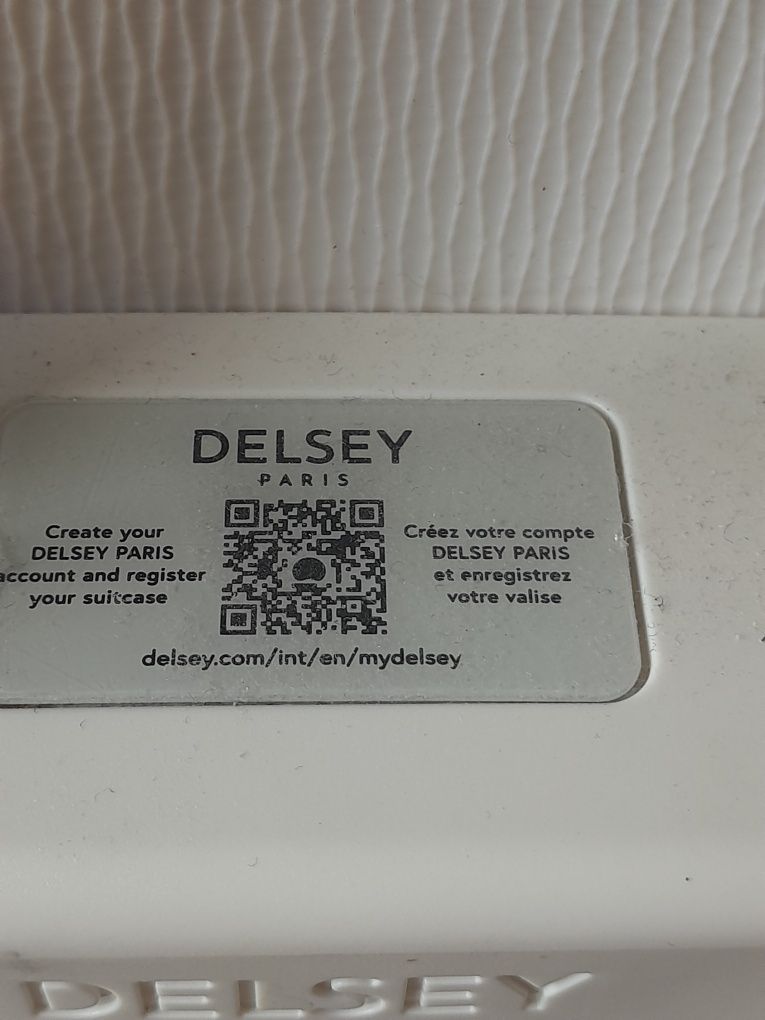 DELSEY
PARIS
Create your
DELSEY PARIS
account and register
your suitcase
Créez votre compte
DELSEY PARIS
et enregistrez
votre valise
delsey.com/int/en/mydelsey
DELSEY